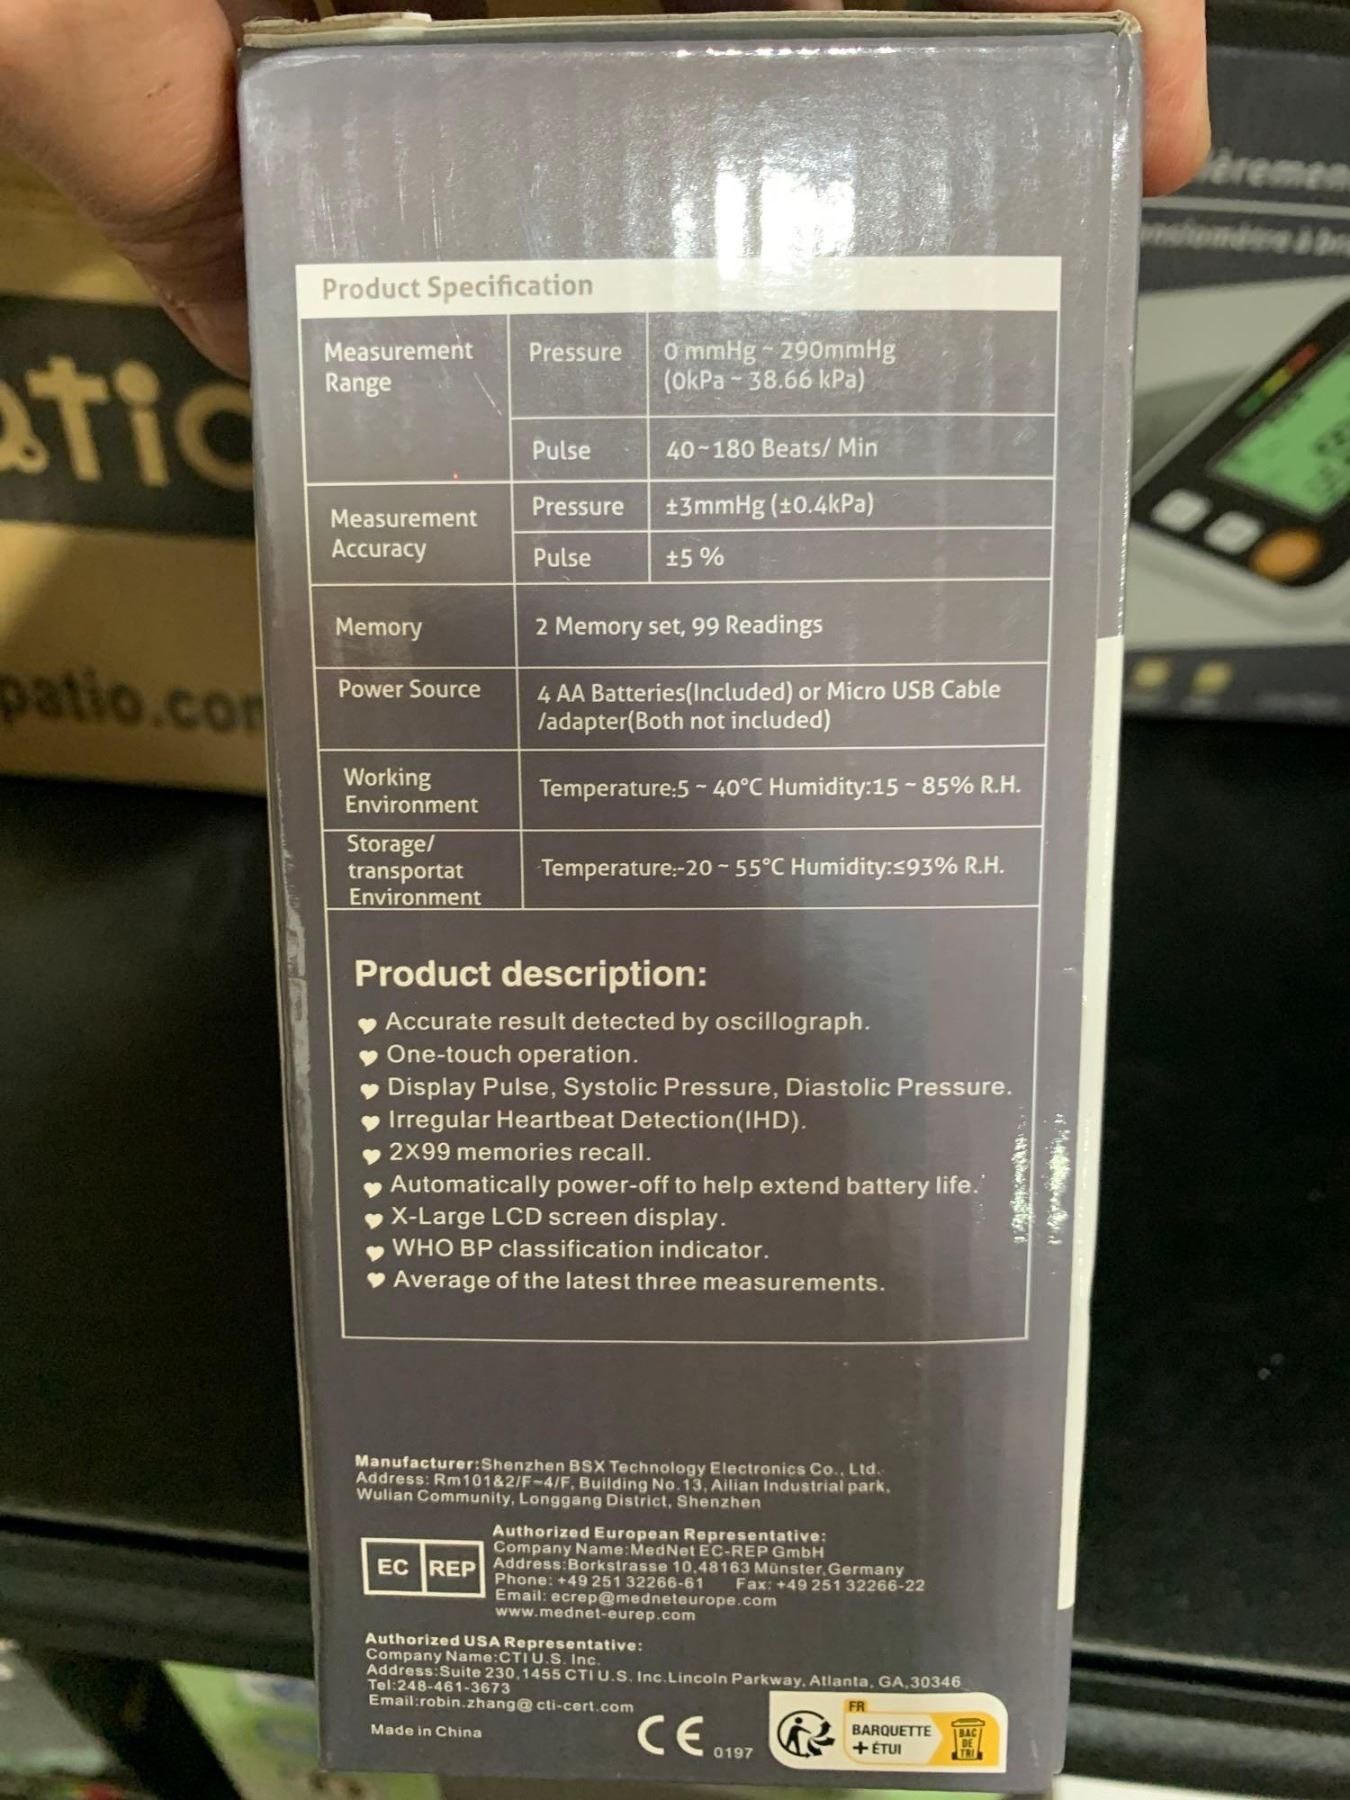 Product Specification
Measurement Range
Pressure
0 mmHg ~ 290mmHg
(0kPa ~ 38.66 kPa)
Pulse
40~180 Beats/ Min
Measurement
Accuracy
Pressure
±3mmHg (±0.4kPa)
Pulse
±5 %
Memory
2 Memory set, 99 Readings
Power Source
4 AA Batteries(Included) or Micro USB Cable
/adapter(Both not included)
Working
Environment
Temperature:5 ~ 40°C Humidity:15 ~ 85% R.H.
Storage/
transportat
Environment
Temperature:-20 ~ 55°C Humidity:≤93% R.H.
Product description:
Accurate result detected by oscillograph.
One-touch operation.
Display Pulse, Systolic Pressure, Diastolic Pressure.
Irregular Heartbeat Detection(IHD).
2X99 memories recall.
Automatically power-off to help extend battery life.
X-Large LCD screen display.
WHO BP classification indicator.
Average of the latest three measurements.
Manufacturer:Shenzhen BSX Technology Electronics Co., Ltd.
Address: Rm101&2/F~4/F, Building No.13, Ailian Industrial park,
Wulian Community, Longgang District, Shenzhen
EC REP
Authorized European Representative:
Company Name:MedNet EC-REP GmbH
Address:Borkstrasse 10,48163 Münster,Germany
Phone: +49 251 32266-61 Fax: +49 251 32266-22
Email: ecrep@medneteurope.com
www.mednet-eurep.com
Authorized USA Representative:
Company Name:CTI U.S. Inc.
Address:Suite 230,1455 CTI U.S. Inc.Lincoln Parkway, Atlanta, GA,30346
Tel:248-461-3673
Email:robin.zhang@cti-cert.com
Made in China
CE 0197
FR
BARQUETTE
+ ÉTUI
BAC
DE
TRI
atio
patio.com